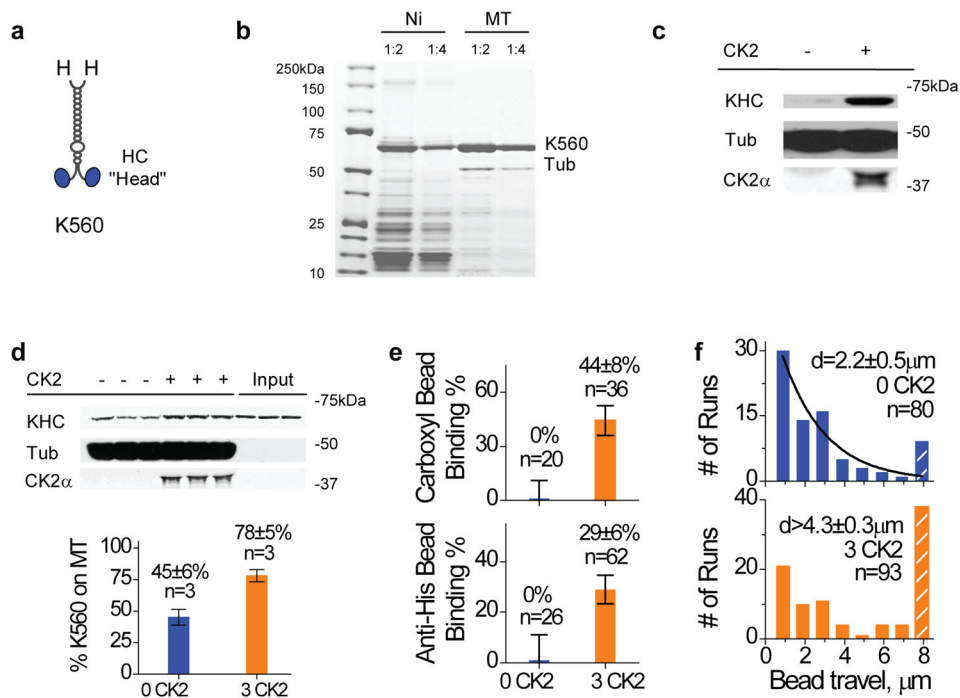 a
H H
HC
"Head"
K560
b
Ni MT
1:2 1:4 1:2 1:4
250kDa
150
100
75
50
25
20
15
10
K560
Tub
c
CK2 - +
-75kDa
KHC
Tub
-50
CK2α
-37
d
CK2 - - - + + + Input
-75kDa
KHC
Tub
-50
CK2α
-37
% K560 on MT
100
75
50
25
0
45±6%
n=3
78±5%
n=3
0 CK2 3 CK2
e
Carboxyl Bead
Binding %
60
30
0
0%
n=20
44±8%
n=36
Anti-His Bead
Binding %
40
20
0
0%
n=26
29±6%
n=62
0 CK2 3 CK2
f
# of Runs
30
15
0
d=2.2±0.5μm
0 CK2
n=80
# of Runs
40
20
0
d>4.3±0.3μm
3 CK2
n=93
0 2 4 6 8
Bead travel, μm